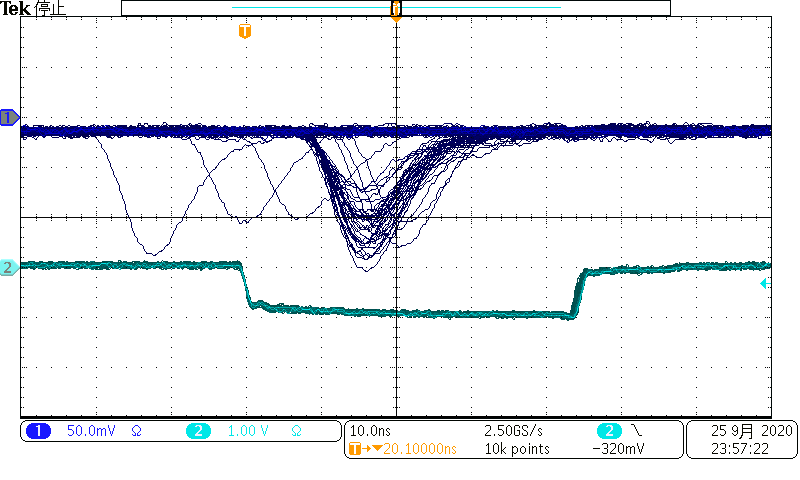 Tek 停止
T
1
2
1 50.0mV Ω 2 1.00 V Ω
10.0ns 2.50GS/s 2
T→▼20.10000ns 10k points −320mV
25 9月 2020
23:57:22